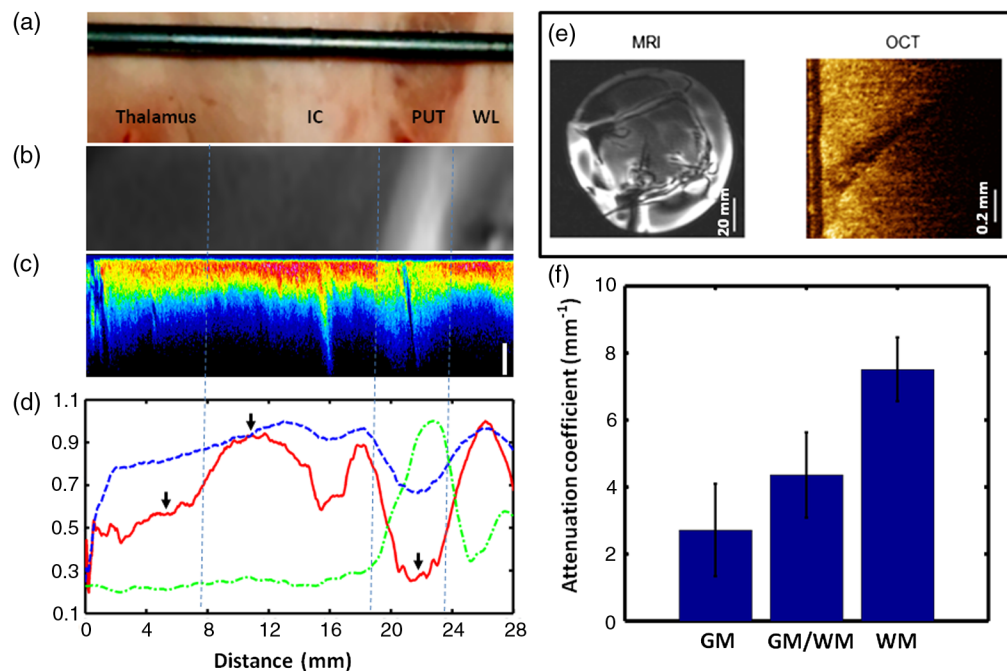 (a)
Thalamus IC PUT WL
(b)
(c)
(d)
1.1
0.9
0.7
0.5
0.3
0.1
0 4 8 12 16 20 24 28
Distance (mm)
(e)
MRI OCT
20 mm
0.2 mm
(f)
Attenuation coefficient (mm⁻¹)
10
8
6
4
2
0
GM GM/WM WM